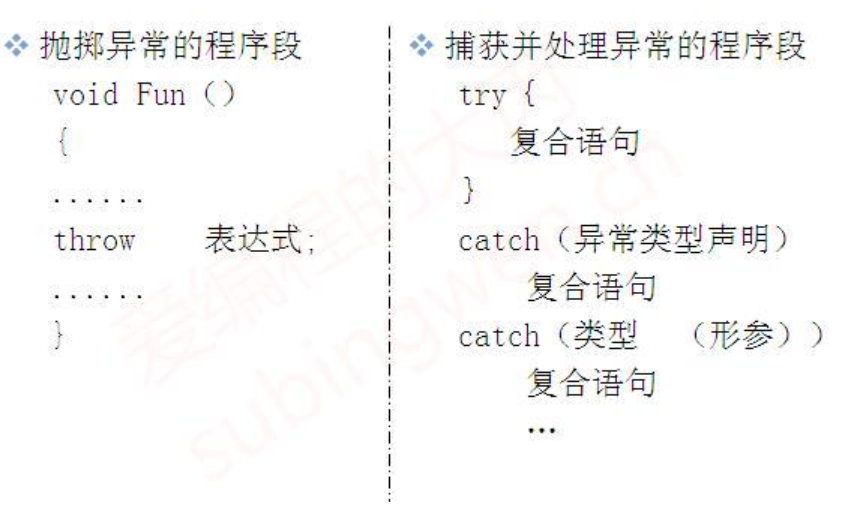 ❖ 抛掷异常的程序段
void Fun（）
{
......
throw 表达式;
......
}
❖ 捕获并处理异常的程序段
try {
复合语句
}
catch（异常类型声明）
复合语句
catch（类型 （形参））
复合语句
…
爱编程的大丙
subingwen.cn